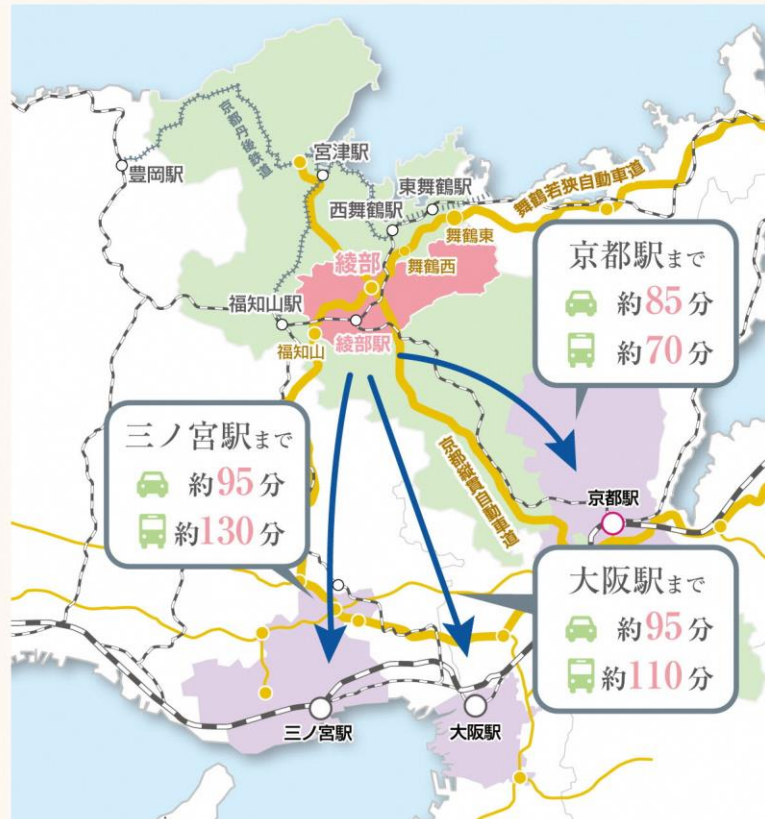 京都丹後鉄道
宮津駅
豊岡駅
東舞鶴駅
西舞鶴駅
舞鶴若狭自動車道
舞鶴東
舞鶴西
綾部
福知山駅
綾部駅
福知山
京都駅まで
約85分
約70分
三ノ宮駅まで
約95分
約130分
京都縦貫自動車道
京都駅
大阪駅まで
約95分
約110分
三ノ宮駅
大阪駅